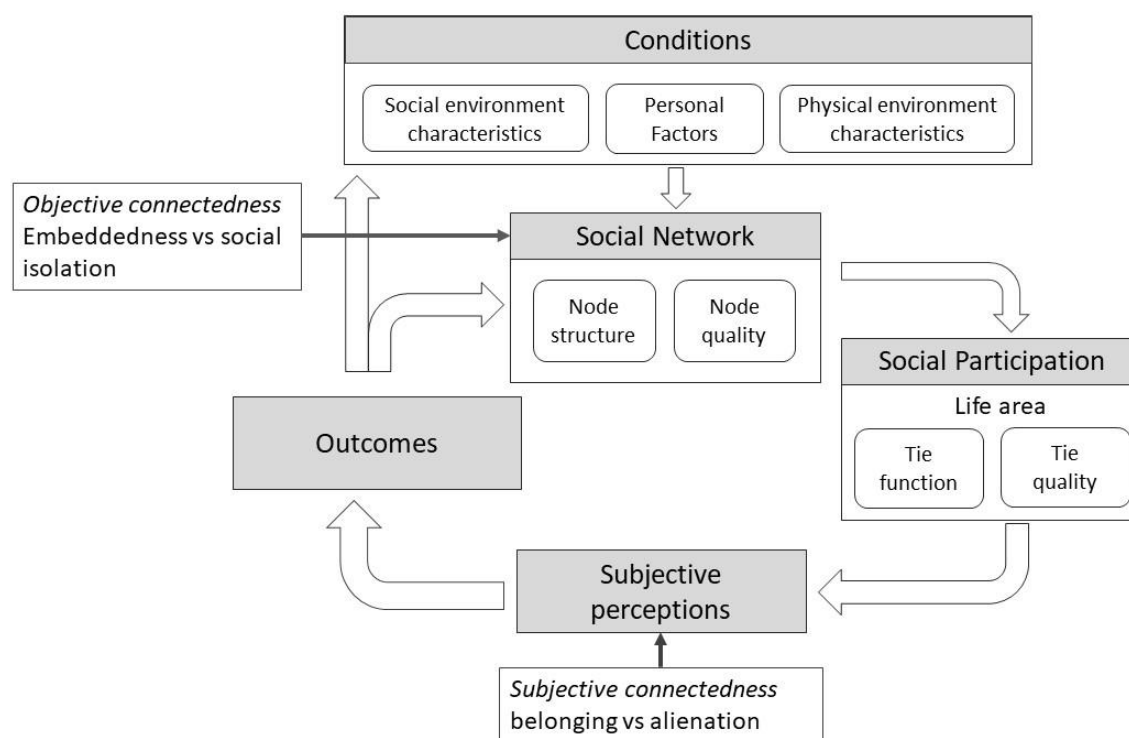 Conditions
Social environment
characteristics
Personal
Factors
Physical environment
characteristics
Objective connectedness
Embeddedness vs social
isolation
Social Network
Node
structure
Node
quality
Social Participation
Life area
Tie
function
Tie
quality
Outcomes
Subjective
perceptions
Subjective connectedness
belonging vs alienation